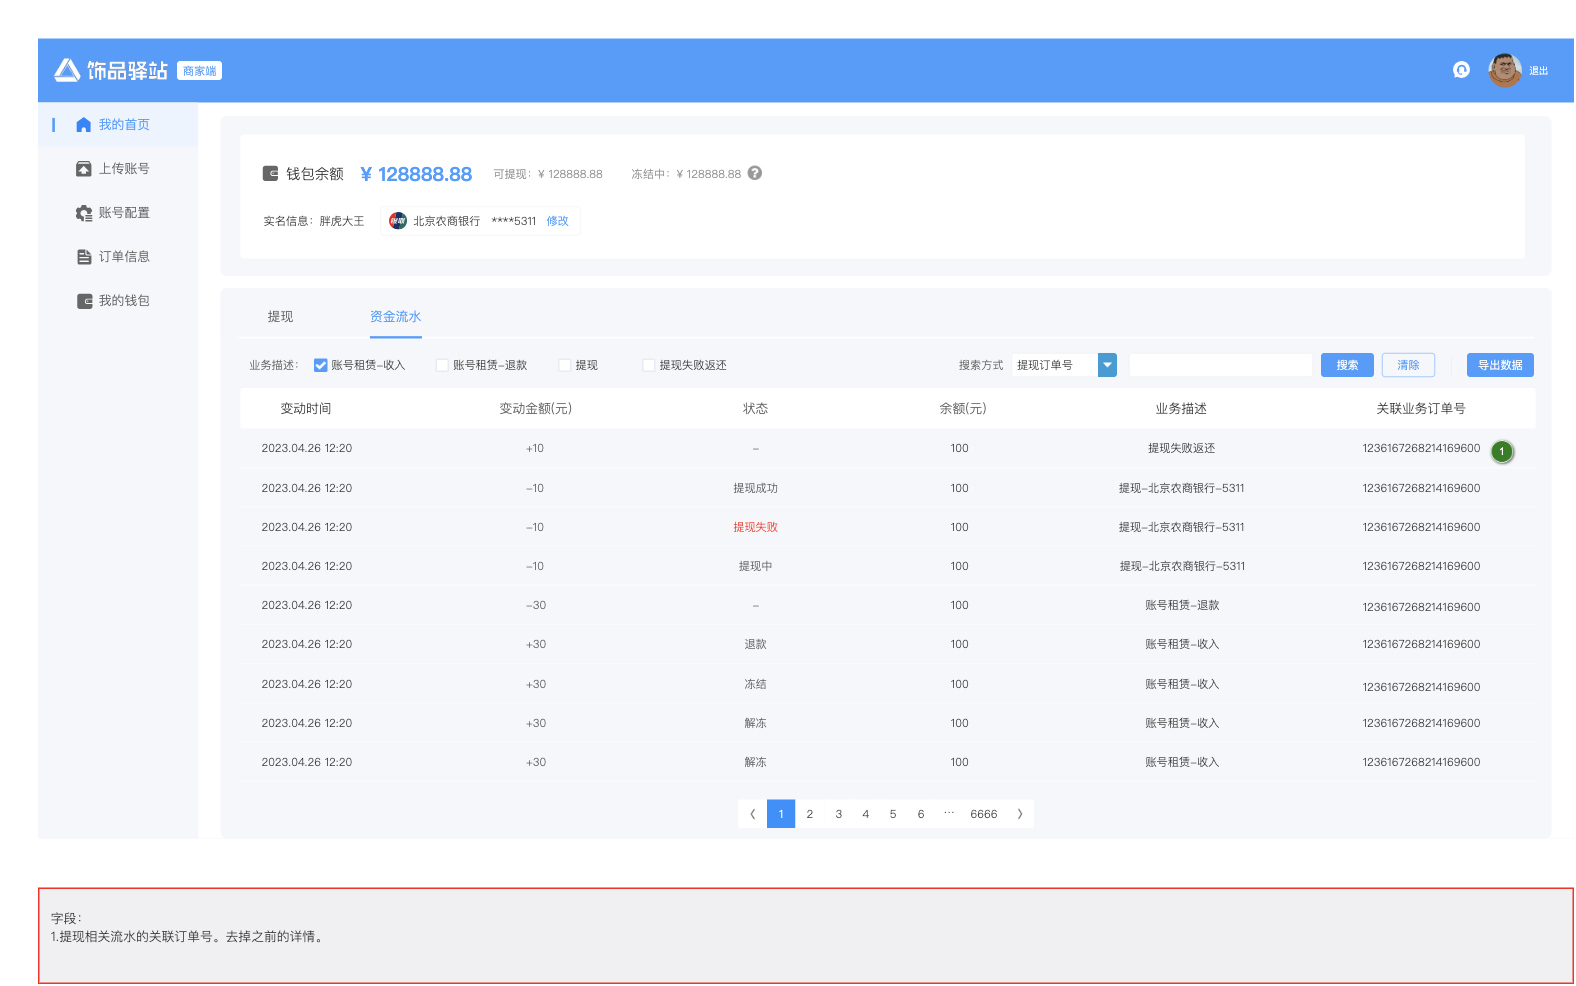 饰品驿站 商家端 退出
我的首页
上传账号
账号配置
订单信息
我的钱包
钱包余额 ¥ 128888.88 可提现：¥ 128888.88 冻结中：¥ 128888.88
实名信息：胖虎大王 北京农商银行 ****5311 修改
提现 资金流水
业务描述： 账号租赁-收入 账号租赁-退款 提现 提现失败返还 搜索方式 提现订单号 搜索 清除 导出数据
变动时间 变动金额(元) 状态 余额(元) 业务描述 关联业务订单号
2023.04.26 12:20 +10 - 100 提现失败返还 1236167268214169600 1
2023.04.26 12:20 -10 提现成功 100 提现-北京农商银行-5311 1236167268214169600
2023.04.26 12:20 -10 提现失败 100 提现-北京农商银行-5311 1236167268214169600
2023.04.26 12:20 -10 提现中 100 提现-北京农商银行-5311 1236167268214169600
2023.04.26 12:20 -30 - 100 账号租赁-退款 1236167268214169600
2023.04.26 12:20 +30 退款 100 账号租赁-收入 1236167268214169600
2023.04.26 12:20 +30 冻结 100 账号租赁-收入 1236167268214169600
2023.04.26 12:20 +30 解冻 100 账号租赁-收入 1236167268214169600
2023.04.26 12:20 +30 解冻 100 账号租赁-收入 1236167268214169600
1 2 3 4 5 6 ··· 6666
字段：
1.提现相关流水的关联订单号。去掉之前的详情。